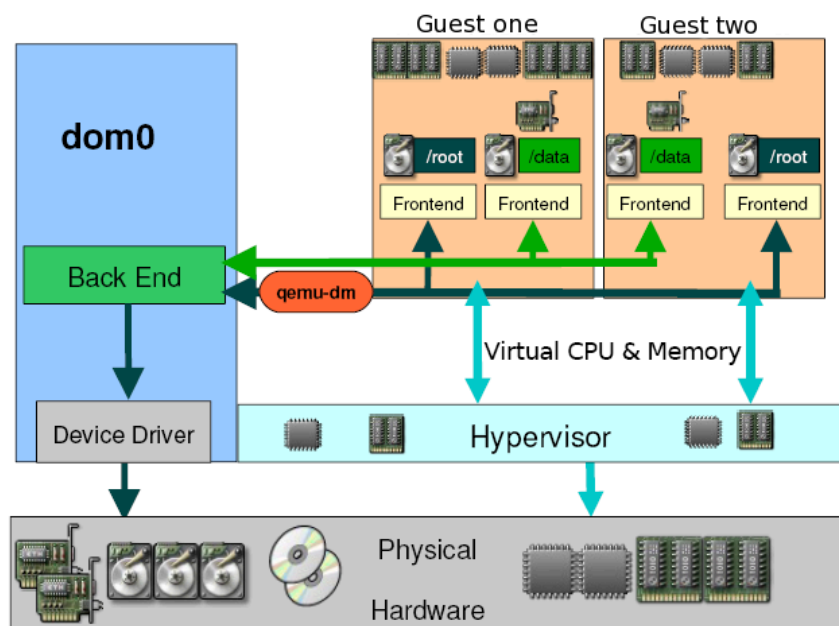 Guest one
Guest two
dom0
/root
/data
/data
/root
Frontend
Frontend
Frontend
Frontend
Back End
qemu-dm
Virtual CPU & Memory
Device Driver
Hypervisor
Physical
Hardware